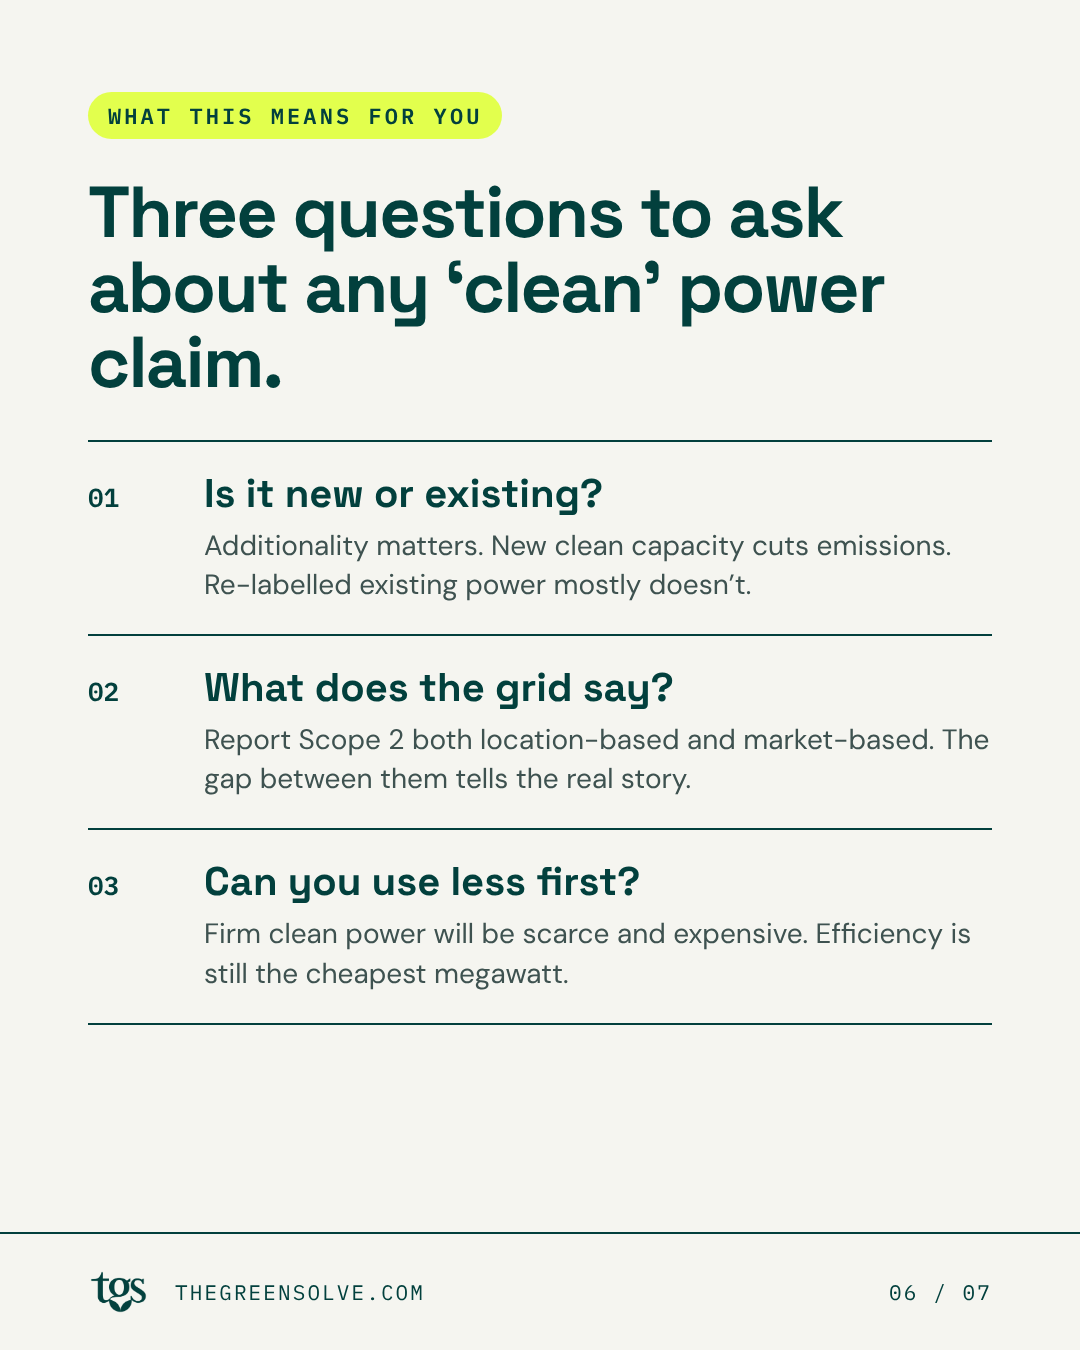 WHAT THIS MEANS FOR YOU
Three questions to ask
about any ‘clean’ power
claim.
01
Is it new or existing?
Additionality matters. New clean capacity cuts emissions.
Re-labelled existing power mostly doesn’t.
02
What does the grid say?
Report Scope 2 both location-based and market-based. The
gap between them tells the real story.
03
Can you use less first?
Firm clean power will be scarce and expensive. Efficiency is
still the cheapest megawatt.
tgs
THEGREENSOLVE.COM
06 / 07